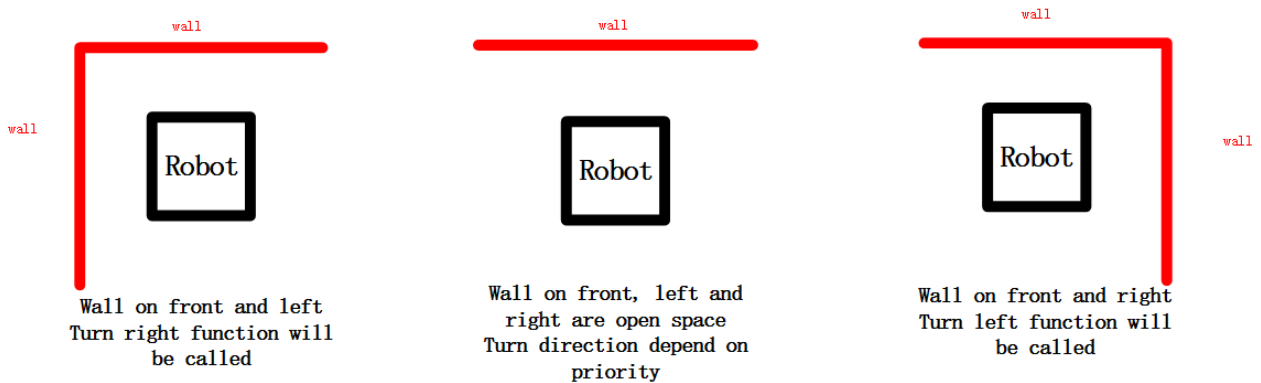 wall
wall
Robot
Wall on front and left
Turn right function will
be called
wall
Robot
Wall on front, left and
right are open space
Turn direction depend on
priority
wall
wall
Robot
Wall on front and right
Turn left function will
be called